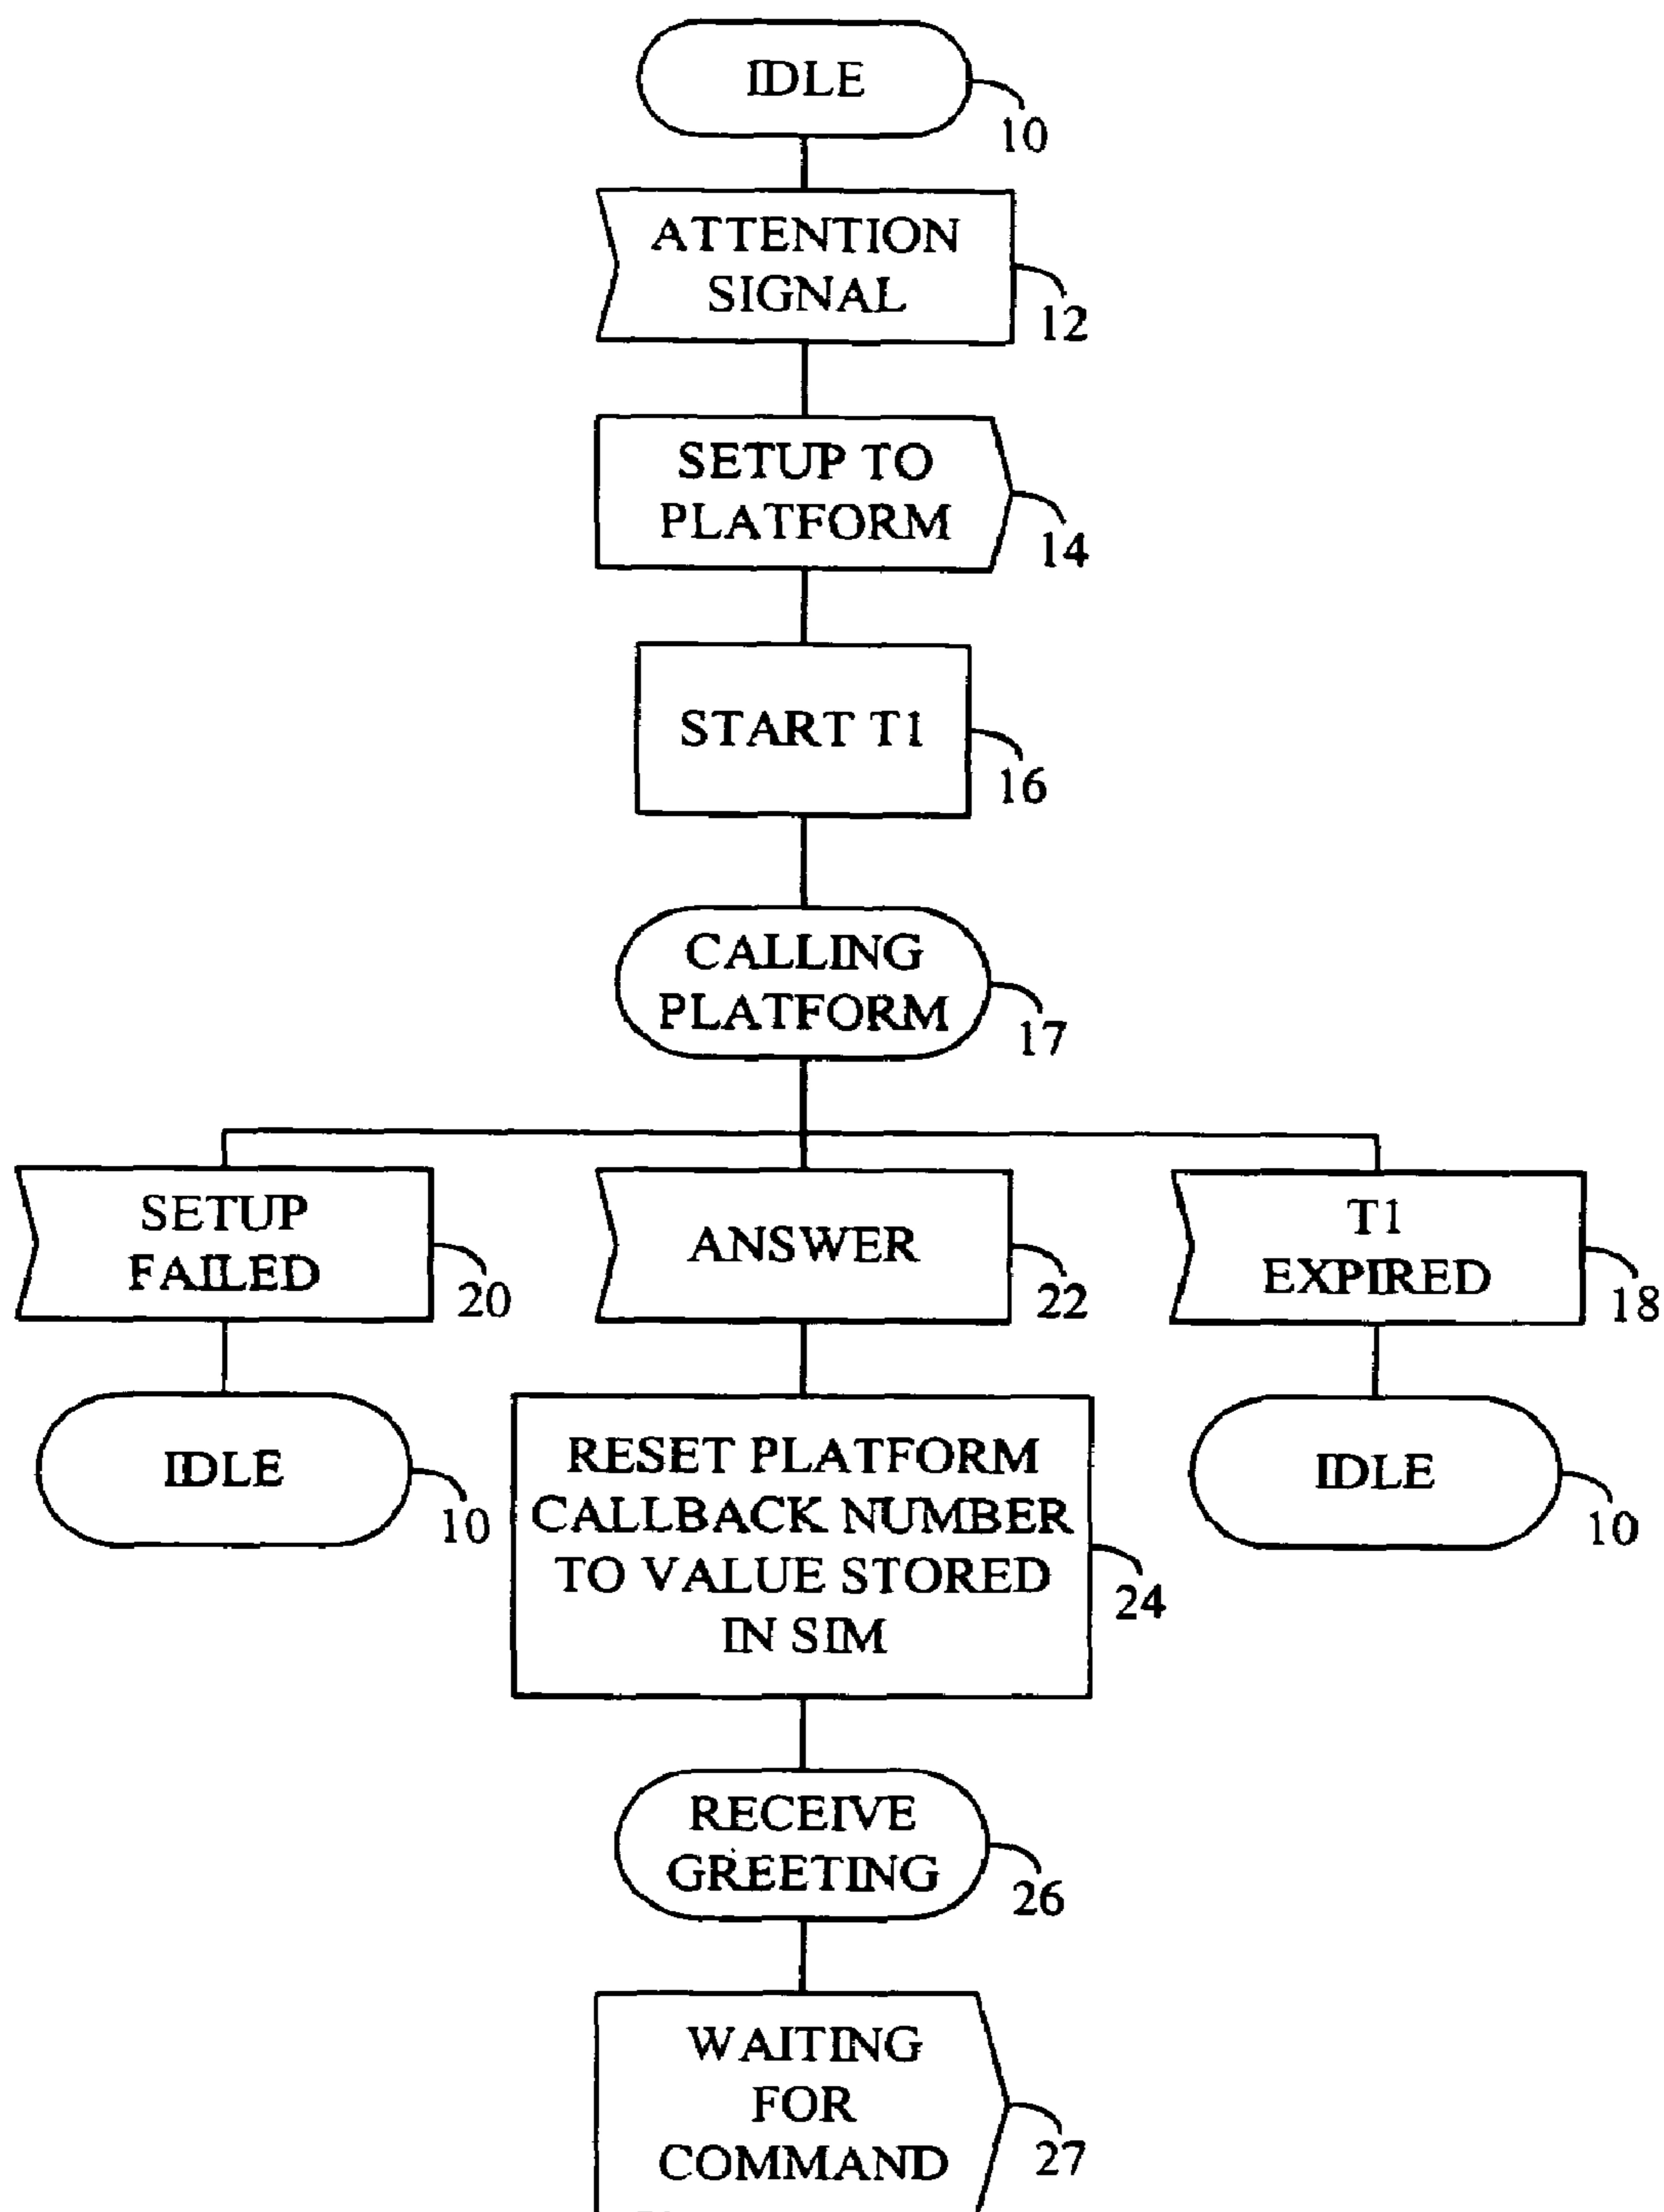 IDLE
10
ATTENTION
SIGNAL
12
SETUP TO
PLATFORM
14
START T1
16
CALLING
PLATFORM
17
SETUP
FAILED
20
ANSWER
22
T1
EXPIRED
18
IDLE
10
RESET PLATFORM
CALLBACK NUMBER
TO VALUE STORED
IN SIM
24
IDLE
10
RECEIVE
GREETING
26
WAITING
FOR
COMMAND
27